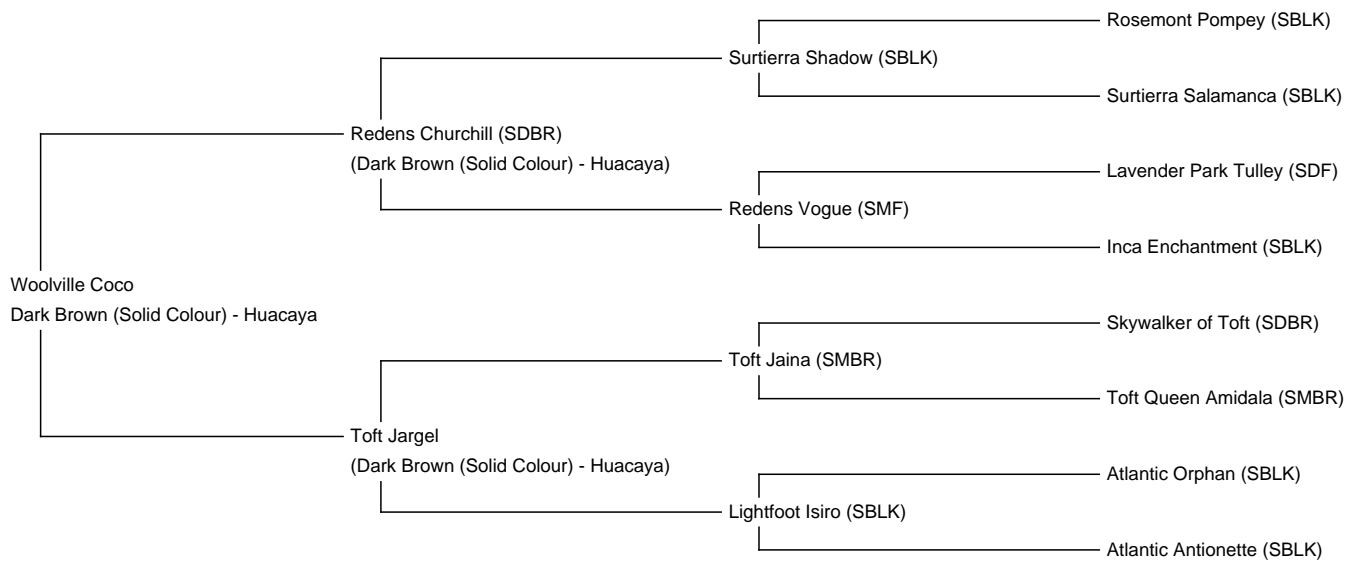 Rosemont Pompey (SBLK)
Surtierra Shadow (SBLK)
Surtierra Salamanca (SBLK)
Redens Churchill (SDBR)
(Dark Brown (Solid Colour) - Huacaya)
Lavender Park Tulley (SDF)
Redens Vogue (SMF)
Inca Enchantment (SBLK)
Woolville Coco
Dark Brown (Solid Colour) - Huacaya
Skywalker of Toft (SDBR)
Toft Jaina (SMBR)
Toft Queen Amidala (SMBR)
Toft Jargel
(Dark Brown (Solid Colour) - Huacaya)
Atlantic Orphan (SBLK)
Lightfoot Isiro (SBLK)
Atlantic Antionette (SBLK)